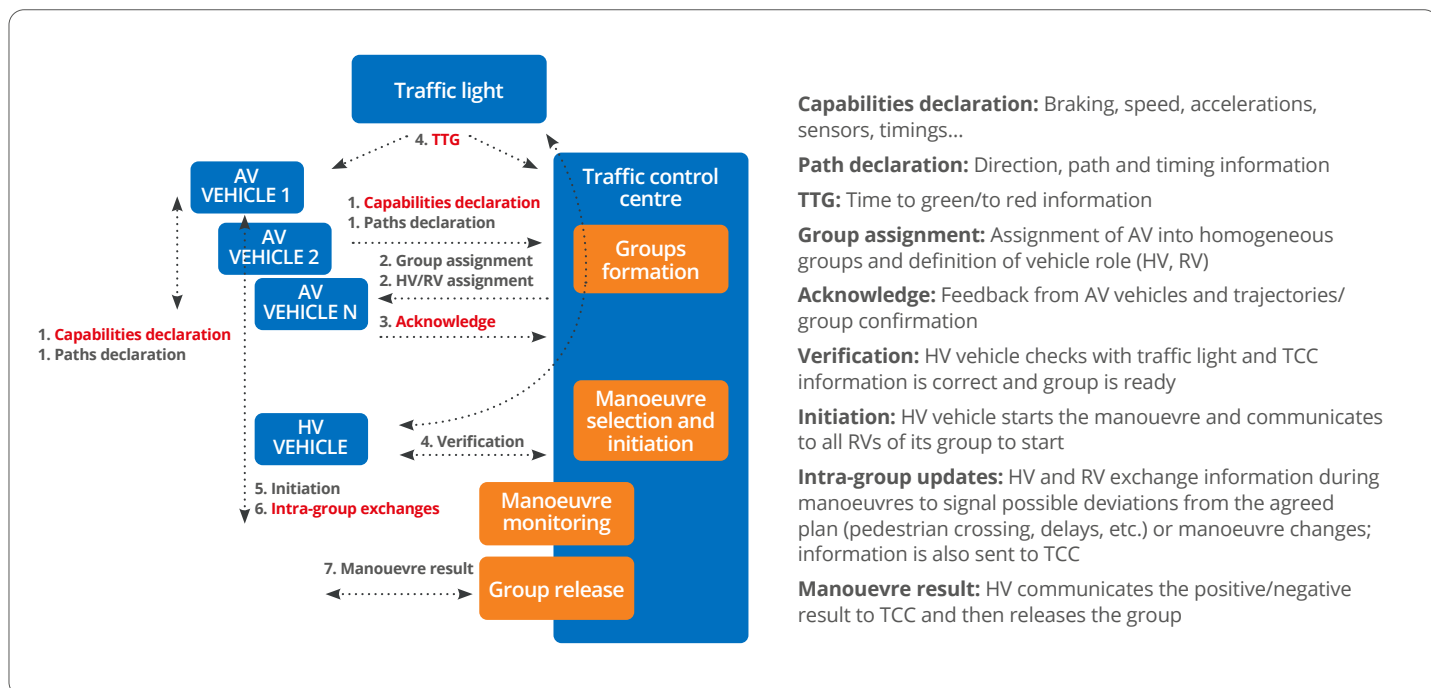 Traffic light
4. TTG
AV
VEHICLE 1
AV
VEHICLE 2
AV
VEHICLE N
1. Capabilities declaration
1. Paths declaration
1. Capabilities declaration
1. Paths declaration
2. Group assignment
2. HV/RV assignment
3. Acknowledge
Traffic control
centre
Groups
formation
HV
VEHICLE
4. Verification
Manoeuvre
selection and
initiation
5. Initiation
6. Intra-group exchanges
Manoeuvre
monitoring
7. Manouevre result
Group release
Capabilities declaration: Braking, speed, accelerations,
sensors, timings...
Path declaration: Direction, path and timing information
TTG: Time to green/to red information
Group assignment: Assignment of AV into homogeneous
groups and definition of vehicle role (HV, RV)
Acknowledge: Feedback from AV vehicles and trajectories/
group confirmation
Verification: HV vehicle checks with traffic light and TCC
information is correct and group is ready
Initiation: HV vehicle starts the manouevre and communicates
to all RVs of its group to start
Intra-group updates: HV and RV exchange information during
manoeuvres to signal possible deviations from the agreed
plan (pedestrian crossing, delays, etc.) or manoeuvre changes;
information is also sent to TCC
Manouevre result: HV communicates the positive/negative
result to TCC and then releases the group